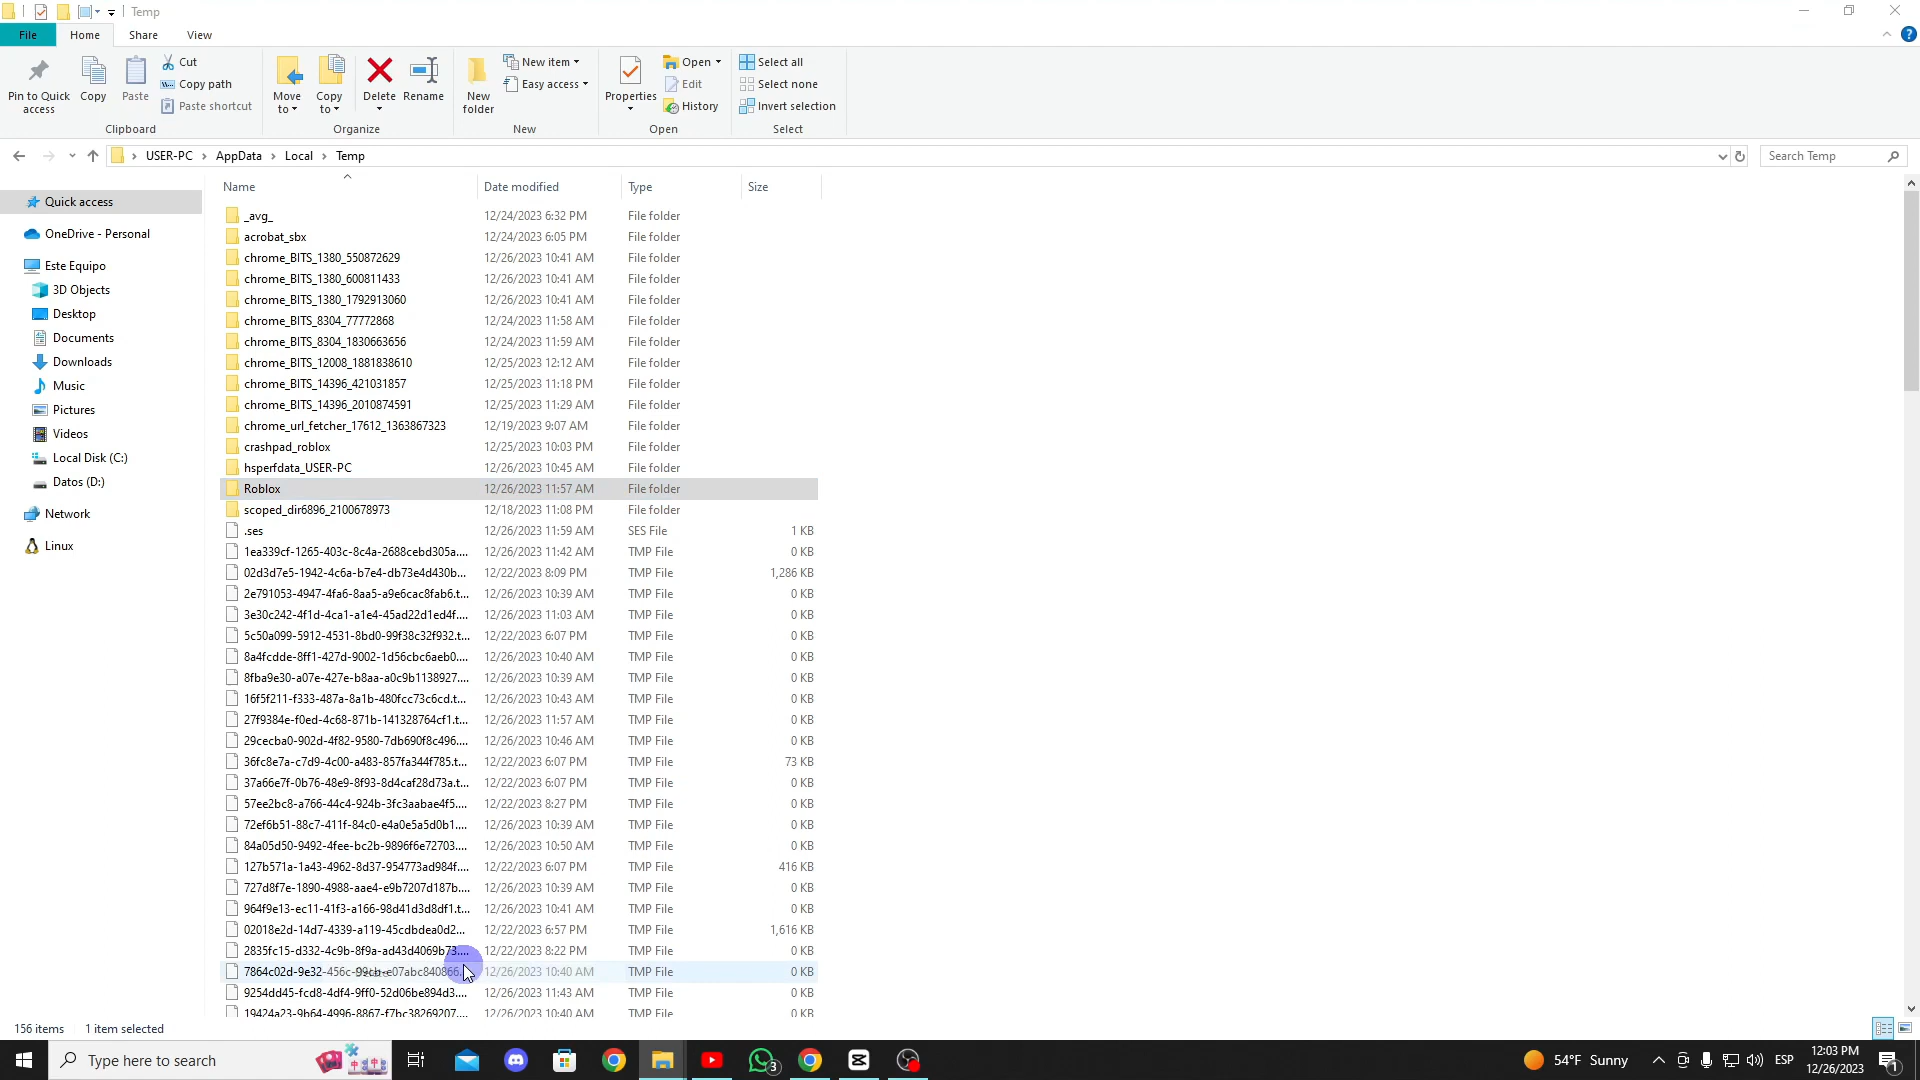 Temp
File Home Share View
Pin to Quick access
Copy
Paste
Cut
Copy path
Paste shortcut
Clipboard
Move to
Copy to
Delete
Rename
Organize
New folder
New item
Easy access
New
Properties
Open
Edit
History
Open
Select all
Select none
Invert selection
Select
USER-PC > AppData > Local > Temp
Search Temp
Quick access
OneDrive - Personal
Este Equipo
3D Objects
Desktop
Documents
Downloads
Music
Pictures
Videos
Local Disk (C:)
Datos (D:)
Network
Linux
Name Date modified Type Size
_avg_ 12/24/2023 6:32 PM File folder
acrobat_sbx 12/24/2023 6:05 PM File folder
chrome_BITS_1380_550872629 12/26/2023 10:41 AM File folder
chrome_BITS_1380_600811433 12/26/2023 10:41 AM File folder
chrome_BITS_1380_1792913060 12/26/2023 10:41 AM File folder
chrome_BITS_8304_77772868 12/24/2023 11:58 AM File folder
chrome_BITS_8304_1830663656 12/24/2023 11:59 AM File folder
chrome_BITS_12008_1881838610 12/25/2023 12:12 AM File folder
chrome_BITS_14396_421031857 12/25/2023 11:18 PM File folder
chrome_BITS_14396_2010874591 12/25/2023 11:29 AM File folder
chrome_url_fetcher_17612_1363867323 12/19/2023 9:07 AM File folder
crashpad_roblox 12/25/2023 10:03 PM File folder
hsperfdata_USER-PC 12/26/2023 10:45 AM File folder
Roblox 12/26/2023 11:57 AM File folder
scoped_dir6896_2100678973 12/18/2023 11:08 PM File folder
.ses 12/26/2023 11:59 AM SES File 1 KB
1ea339cf-1265-403c-8c4a-2688cebd305a.... 12/26/2023 11:42 AM TMP File 0 KB
02d3d7e5-1942-4c6a-b7e4-db73e4d430b... 12/22/2023 8:09 PM TMP File 1,286 KB
2e791053-4947-4fa6-8aa5-a9e6cac8fab6.t... 12/26/2023 10:39 AM TMP File 0 KB
3e30c242-4f1d-4ca1-a1e4-45ad22d1ed4f.... 12/26/2023 11:03 AM TMP File 0 KB
5c50a099-5912-4531-8bd0-99f38c32f932.t... 12/22/2023 6:07 PM TMP File 0 KB
8a4fcdde-8ff1-427d-9002-1d56cbc6aeb0.... 12/26/2023 10:40 AM TMP File 0 KB
8fba9e30-a07e-427e-b8aa-a0c9b1138927.... 12/26/2023 10:39 AM TMP File 0 KB
16f5f211-f333-487a-8a1b-480fcc73c6cd.t... 12/26/2023 10:43 AM TMP File 0 KB
27f9384e-f0ed-4c68-871b-141328764cf1.t... 12/26/2023 11:57 AM TMP File 0 KB
29cecba0-902d-4f82-9580-7db690f8c496.... 12/26/2023 10:46 AM TMP File 0 KB
36fc8e7a-c7d9-4c00-a483-857fa344f785.t... 12/22/2023 6:07 PM TMP File 73 KB
37a66e7f-0b76-48e9-8f93-8d4caf28d73a.t... 12/22/2023 6:07 PM TMP File 0 KB
57ee2bc8-a766-44c4-924b-3fc3aabae4f5.... 12/22/2023 8:27 PM TMP File 0 KB
72ef6b51-88c7-411f-84c0-e4a0e5a5d0b1.... 12/26/2023 10:39 AM TMP File 0 KB
84a05d50-9492-4fee-bc2b-9896f6e72703.... 12/26/2023 10:50 AM TMP File 0 KB
127b571a-1a43-4962-8d37-954773ad984f.... 12/22/2023 6:07 PM TMP File 416 KB
727d8f7e-1890-4988-aae4-e9b7207d187b.... 12/26/2023 10:39 AM TMP File 0 KB
964f9e13-ec11-41f3-a166-98d41d3d8df1.t... 12/26/2023 10:41 AM TMP File 0 KB
02018e2d-14d7-4339-a119-45cdbdea0d2... 12/22/2023 6:57 PM TMP File 1,616 KB
2835fc15-d332-4c9b-8f9a-ad43d4069b73.... 12/22/2023 8:22 PM TMP File 0 KB
12/26/2023 10:40 AM TMP File 0 KB
9254dd45-fcd8-4df4-9ff0-52d06be894d3.... 12/26/2023 11:43 AM TMP File 0 KB
19424a23-9b64-4996-8867-f7bc38269207.... 12/26/2023 10:40 AM TMP File 0 KB
156 items 1 item selected
Type here to search
3
54°F Sunny
ESP
12:03 PM
12/26/2023
1